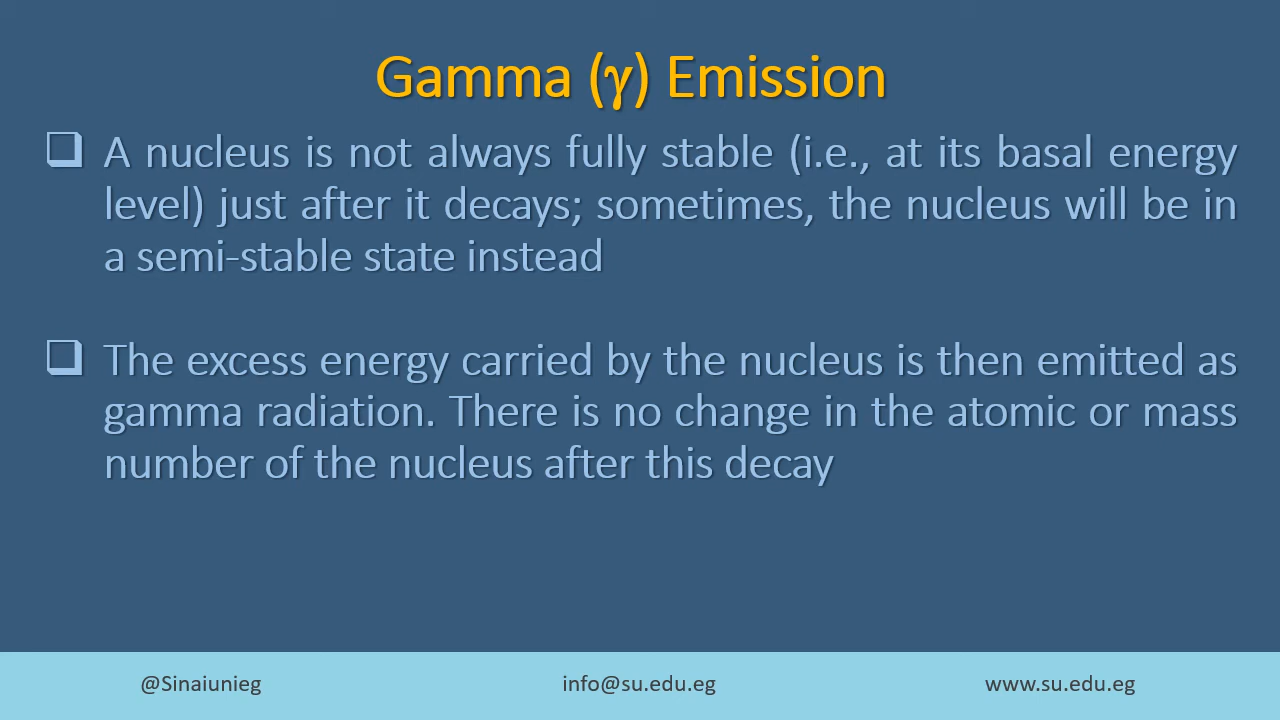 Gamma (γ) Emission
❑ A nucleus is not always fully stable (i.e., at its basal energy
level) just after it decays; sometimes, the nucleus will be in
a semi-stable state instead
❑ The excess energy carried by the nucleus is then emitted as
gamma radiation. There is no change in the atomic or mass
number of the nucleus after this decay
@Sinaiunieg info@su.edu.eg www.su.edu.eg